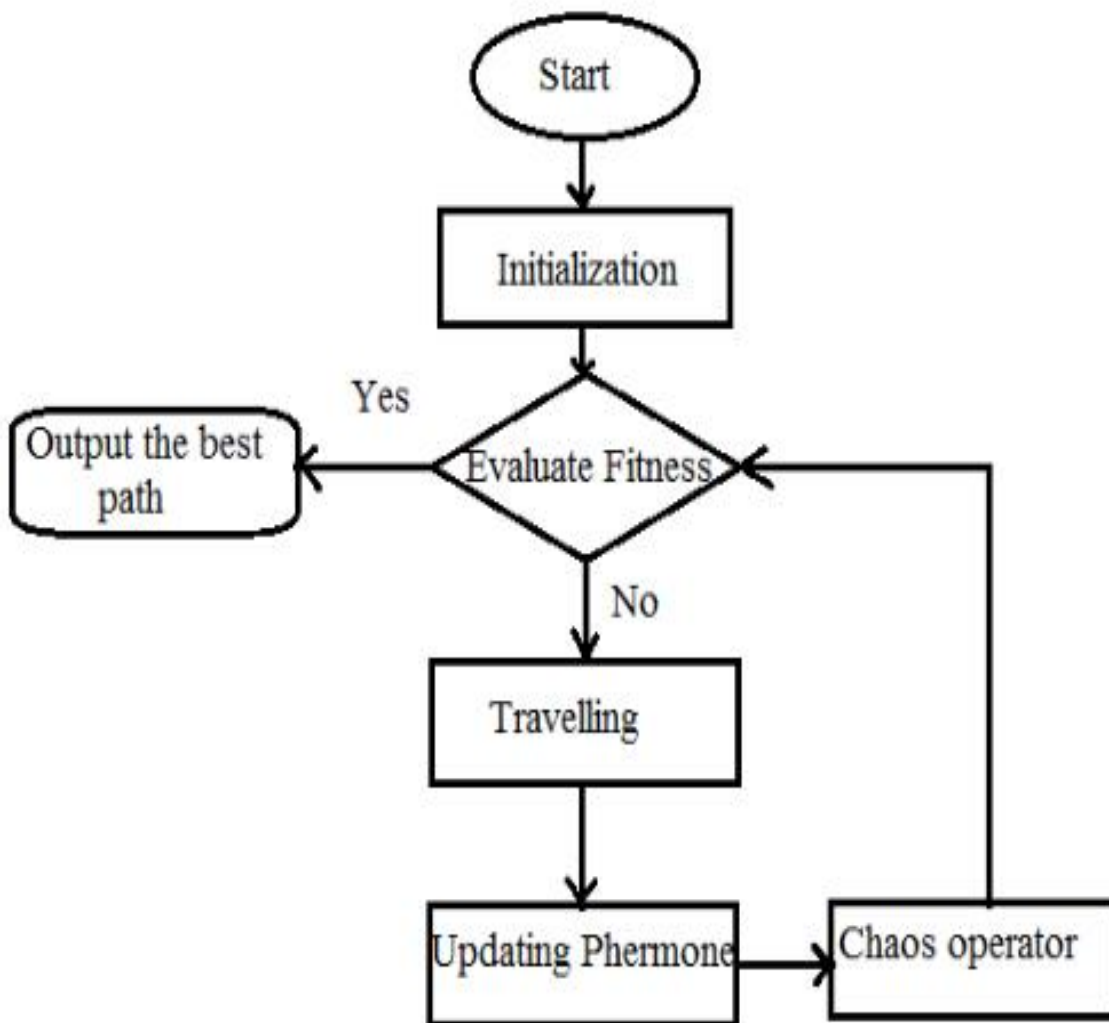 Start
Initialization
Yes
Output the best
path
Evaluate Fitness
No
Travelling
Updating Phermone
Chaos operator